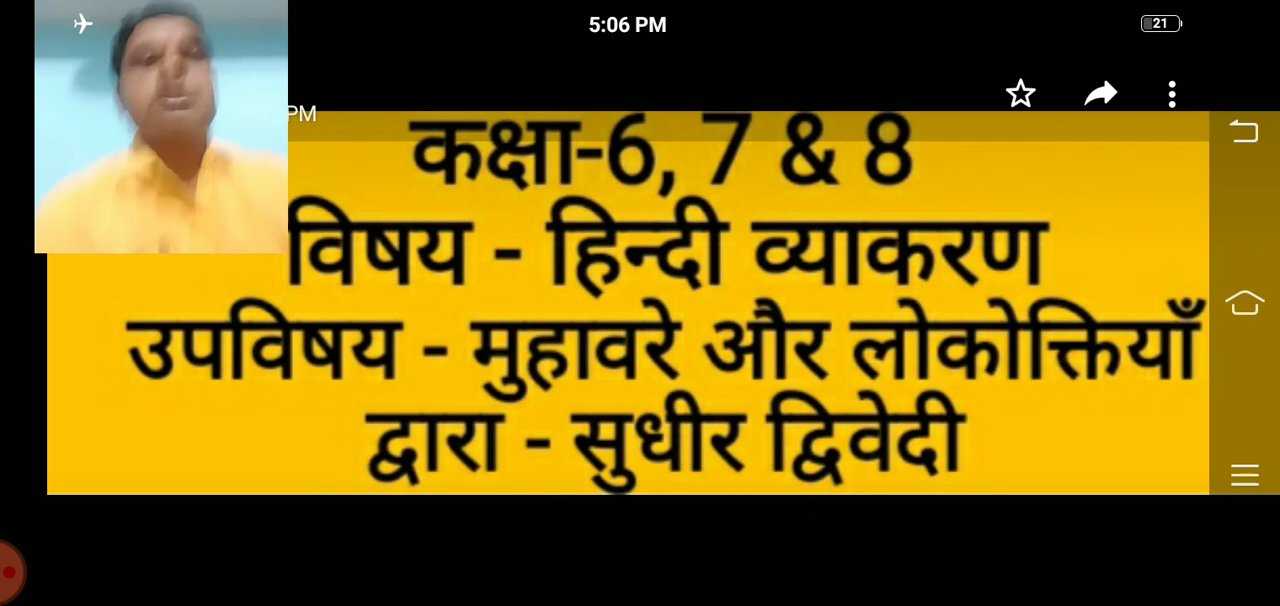 5:06 PM
21
PM
कक्षा-6, 7 & 8
विषय - हिन्दी व्याकरण
उपविषय - मुहावरे और लोकोक्तियाँ
द्वारा - सुधीर द्विवेदी